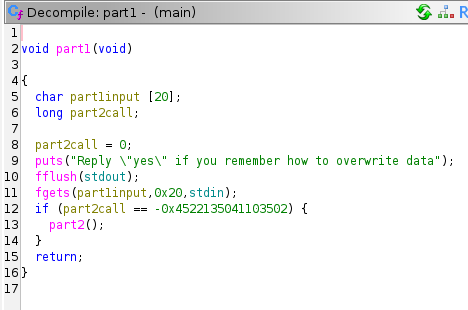 Decompile: part1 - (main)
R
1
2 void part1(void)
3
4 {
5 char part1input [20];
6 long part2call;
7
8 part2call = 0;
9 puts("Reply \"yes\" if you remember how to overwrite data");
10 fflush(stdout);
11 fgets(part1input,0x20,stdin);
12 if (part2call == -0x4522135041103502) {
13 part2();
14 }
15 return;
16 }
17